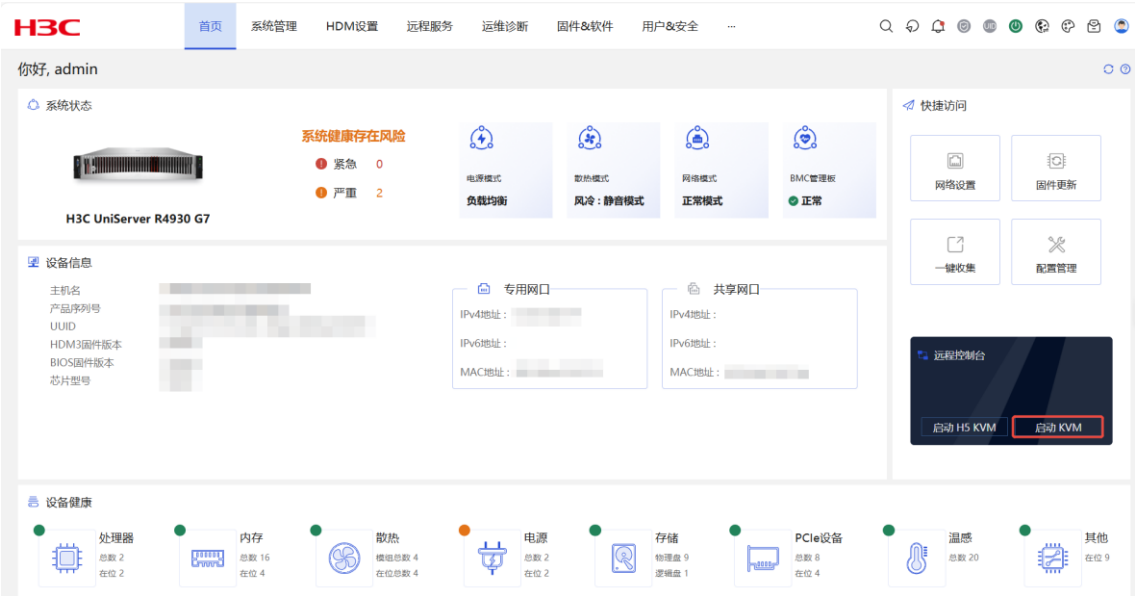 H3C
首页 系统管理 HDM设置 远程服务 运维诊断 固件&软件 用户&安全 ...
UID
你好, admin
系统状态
系统健康存在风险
紧急 0
严重 2
H3C UniServer R4930 G7
电源模式
负载均衡
散热模式
风冷：静音模式
网络模式
正常模式
BMC管理板
正常
快捷访问
网络设置
固件更新
一键收集
配置管理
设备信息
主机名
产品序列号
UUID
HDM3固件版本
BIOS固件版本
芯片型号
专用网口
IPv4地址：
IPv6地址：
MAC地址：
共享网口
IPv4地址：
IPv6地址：
MAC地址：
远程控制台
启动 H5 KVM
启动 KVM
设备健康
处理器
总数 2
在位 2
内存
总数 16
在位 4
散热
模组总数 4
在位总数 4
电源
总数 2
在位 2
存储
物理盘 9
逻辑盘 1
PCIe设备
总数 8
在位 4
温感
总数 20
其他
在位 9